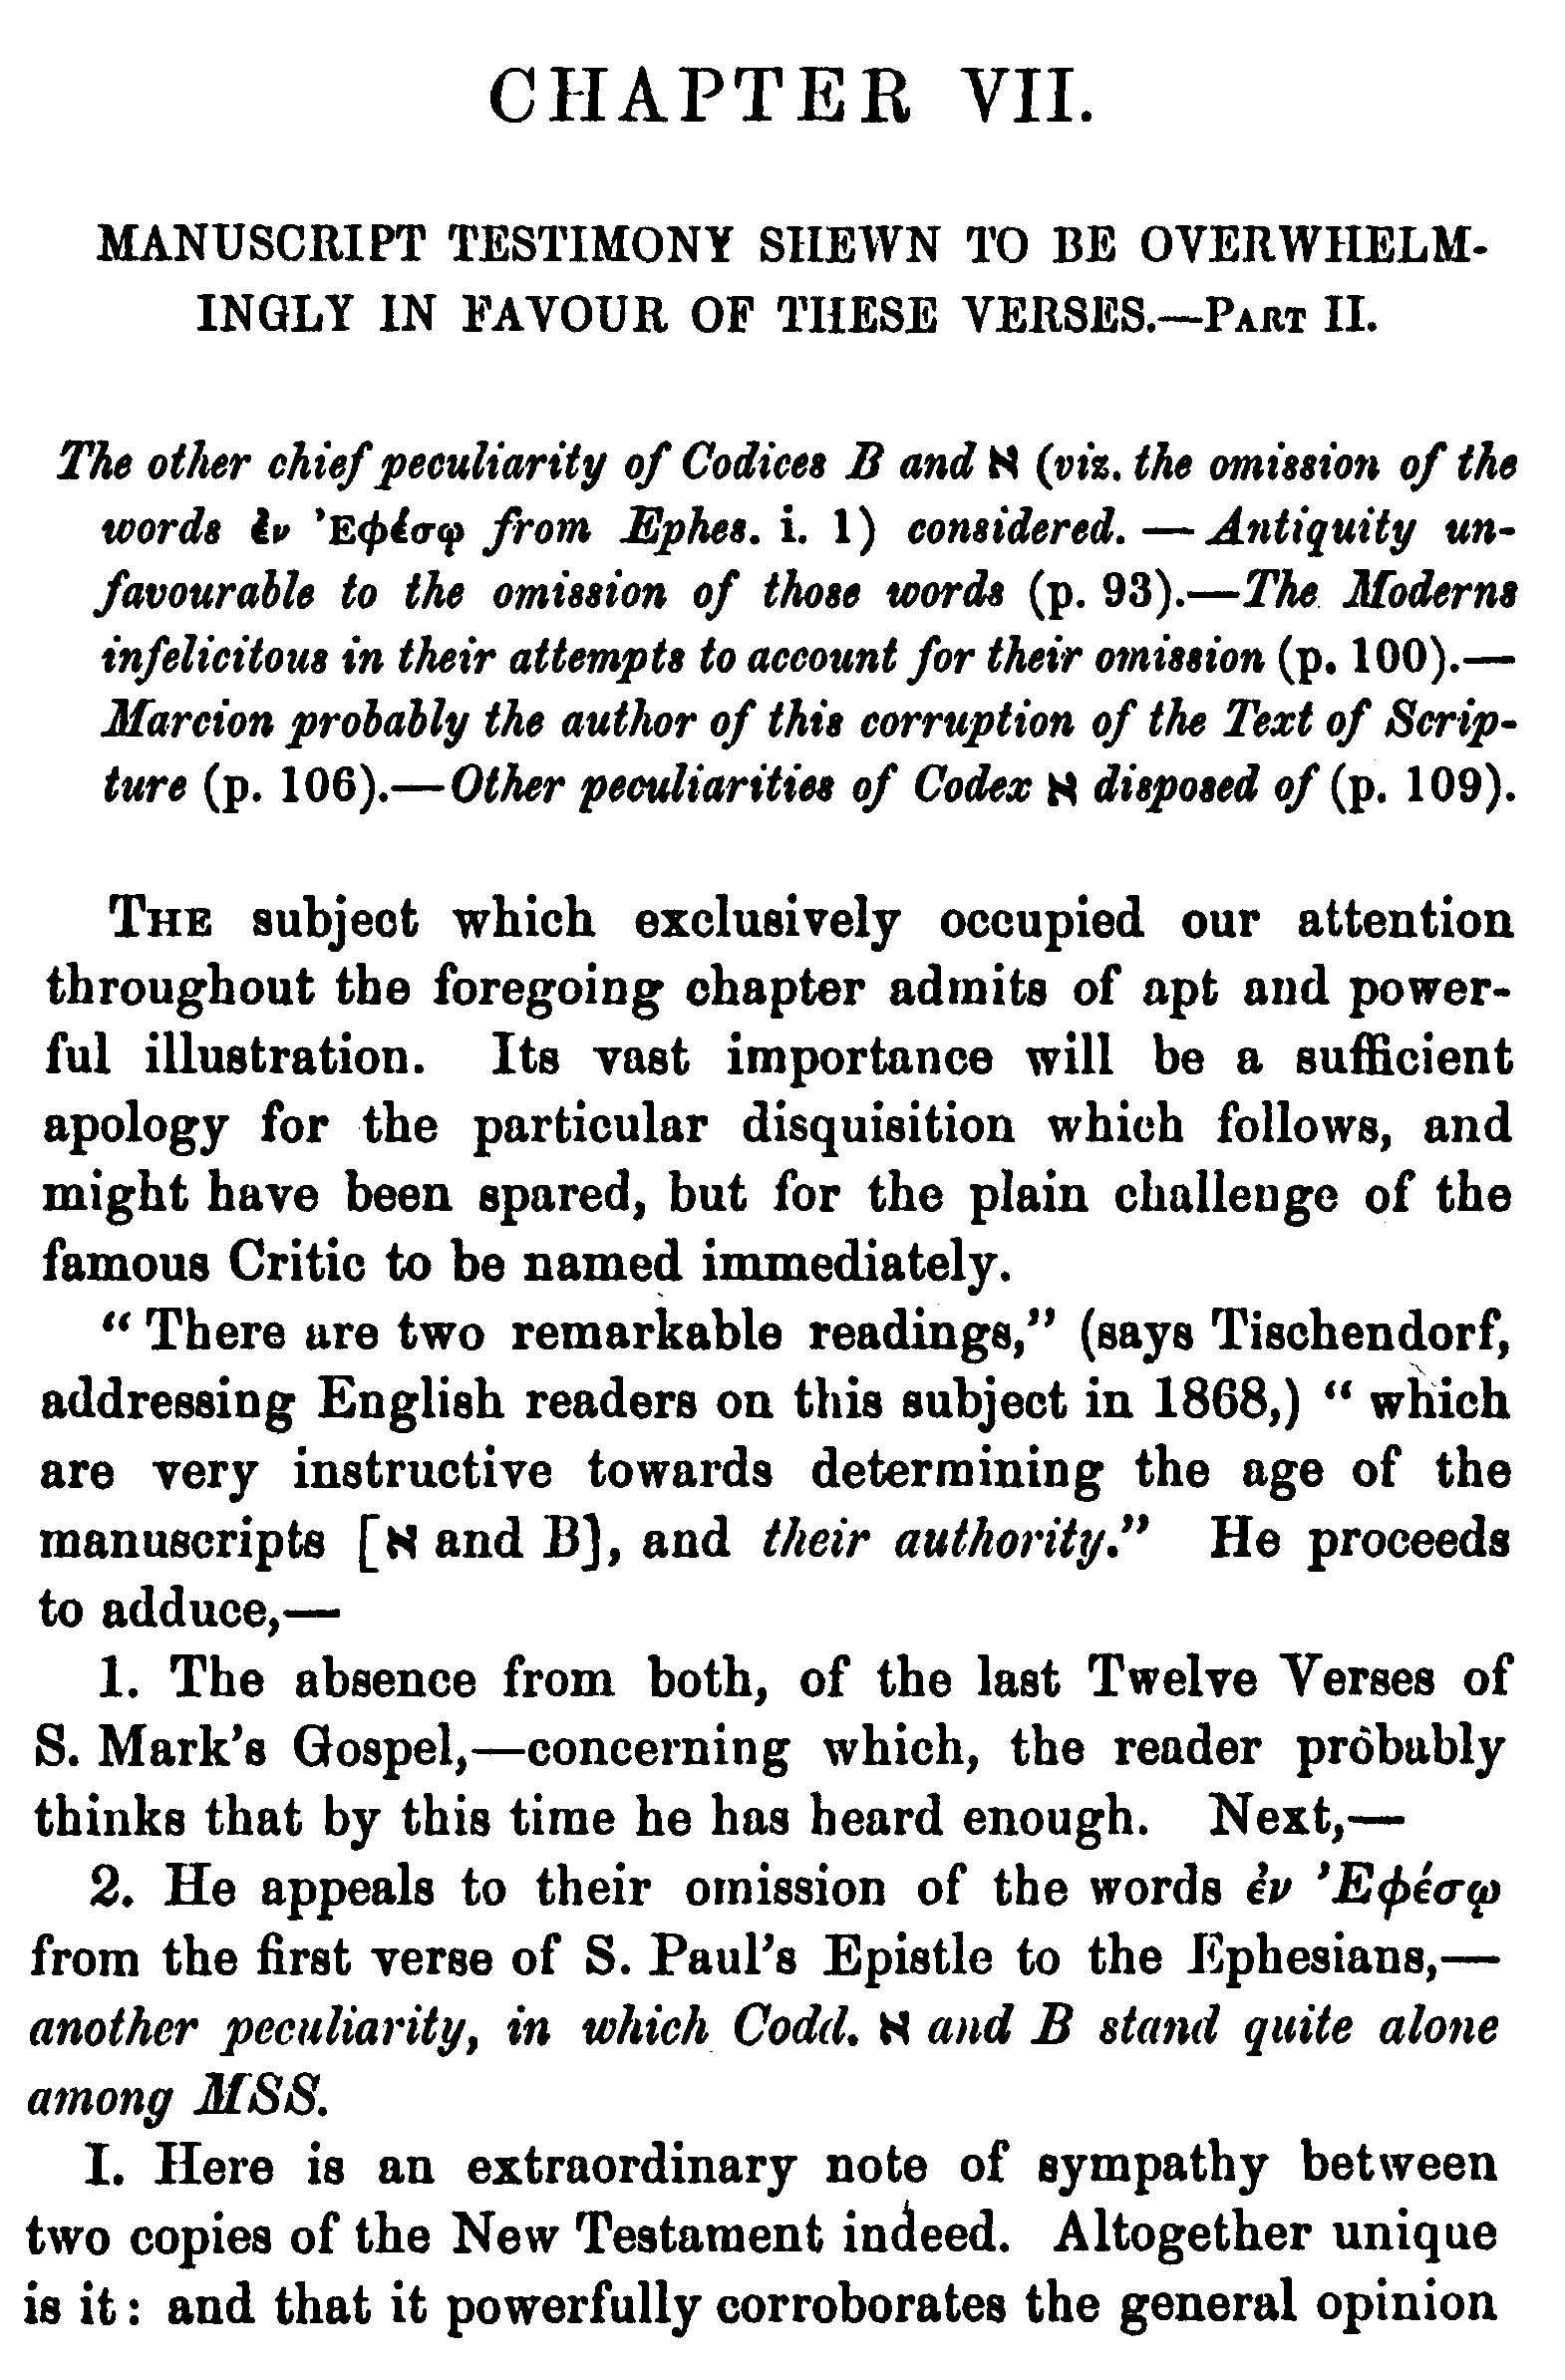 CHAPTER VII.
MANUSCRIPT TESTIMONY SHEWN TO BE OVERWHELM-
INGLY IN FAVOUR OF THESE VERSES.—PART II.
The other chief peculiarity of Codices B and א (viz. the omission of the
words ἐν Ἐφέσῳ from Ephes. i. 1) considered. — Antiquity un-
favourable to the omission of those words (p. 93).—The Moderns
infelicitous in their attempts to account for their omission (p. 100).—
Marcion probably the author of this corruption of the Text of Scrip-
ture (p. 106).—Other peculiarities of Codex א disposed of (p. 109).
THE subject which exclusively occupied our attention
throughout the foregoing chapter admits of apt and power-
ful illustration. Its vast importance will be a sufficient
apology for the particular disquisition which follows, and
might have been spared, but for the plain challenge of the
famous Critic to be named immediately.
“There are two remarkable readings,” (says Tischendorf,
addressing English readers on this subject in 1868,) “which
are very instructive towards determining the age of the
manuscripts [א and B], and their authority.” He proceeds
to adduce,—
1. The absence from both, of the last Twelve Verses of
S. Mark’s Gospel,—concerning which, the reader probably
thinks that by this time he has heard enough. Next,—
2. He appeals to their omission of the words ἐν Ἐφέσῳ
from the first verse of S. Paul’s Epistle to the Ephesians,—
another peculiarity, in which Codd. א and B stand quite alone
among MSS.
I. Here is an extraordinary note of sympathy between
two copies of the New Testament indeed. Altogether unique
is it: and that it powerfully corroborates the general opinion